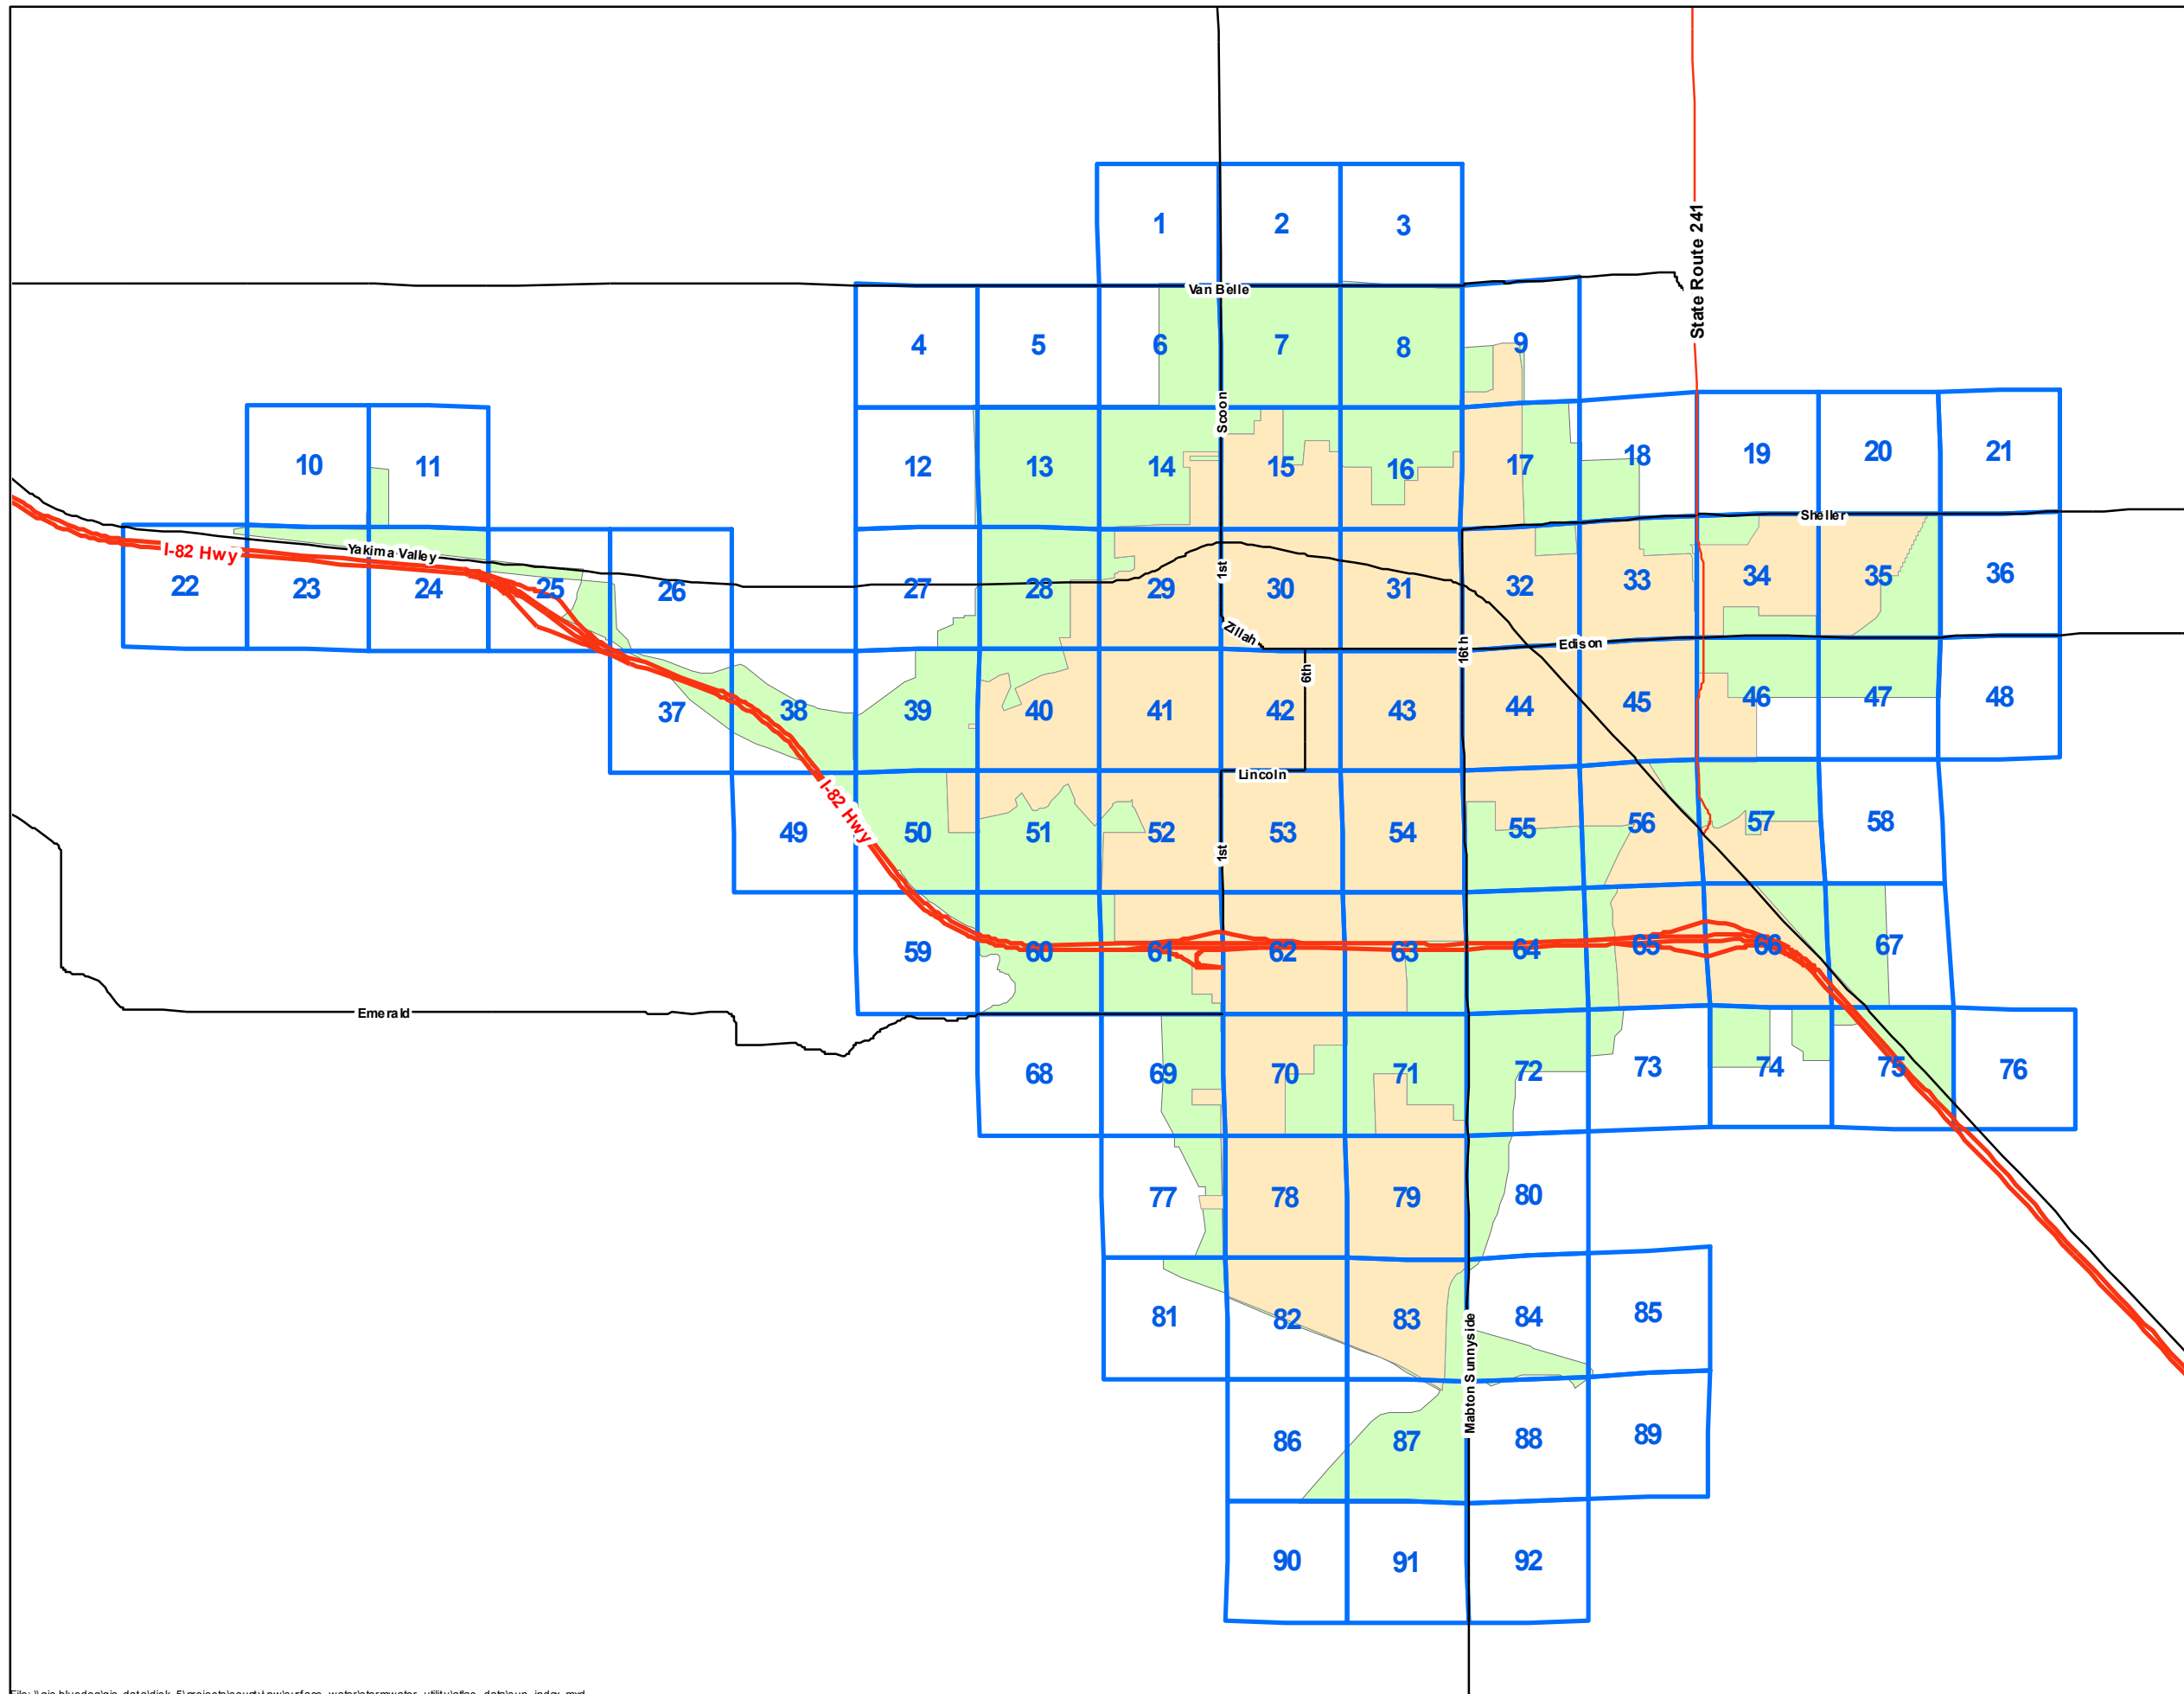 State Route 241
1 2 3
Van Belle
4 5 6 7 8 9
Scoon
10 11 12 13 14 15 16 17 18 19 20 21
Sheller
I-82 Hwy
Yakima Valley
1st
22 23 24 25 26 27 28 29 30 31 32 33 34 35 36
Zillah
16th
Edison
6th
37 38 39 40 41 42 43 44 45 46 47 48
Lincoln
I-82 Hwy
1st
49 50 51 52 53 54 55 56 57 58
59 60 61 62 63 64 65 66 67
Emerald
68 69 70 71 72 73 74 75 76
77 78 79 80
81 82 83 84 85
Mabton Sunnyside
86 87 88 89
90 91 92